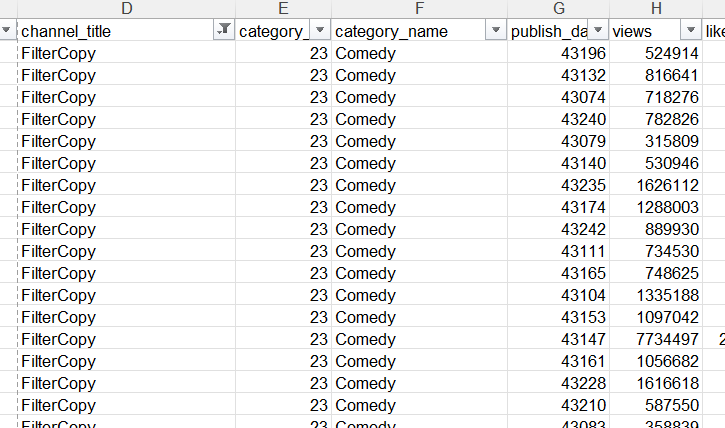 D E F G H
channel_title category_ category_name publish_da views like
FilterCopy 23 Comedy 43196 524914
FilterCopy 23 Comedy 43132 816641
FilterCopy 23 Comedy 43074 718276
FilterCopy 23 Comedy 43240 782826
FilterCopy 23 Comedy 43079 315809
FilterCopy 23 Comedy 43140 530946
FilterCopy 23 Comedy 43235 1626112
FilterCopy 23 Comedy 43174 1288003
FilterCopy 23 Comedy 43242 889930
FilterCopy 23 Comedy 43111 734530
FilterCopy 23 Comedy 43165 748625
FilterCopy 23 Comedy 43104 1335188
FilterCopy 23 Comedy 43153 1097042
FilterCopy 23 Comedy 43147 7734497 2
FilterCopy 23 Comedy 43161 1056682
FilterCopy 23 Comedy 43228 1616618
FilterCopy 23 Comedy 43210 587550
FilterCopy 23 Comedy 43083 358839